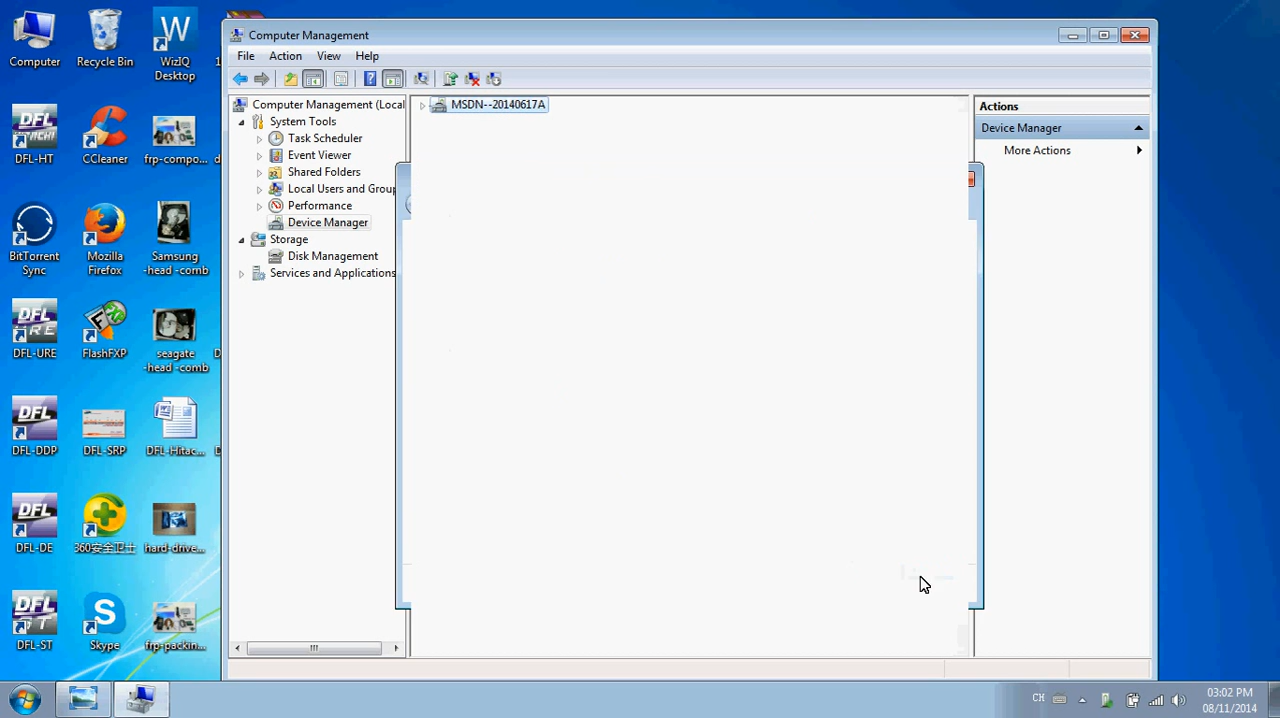 Computer
Recycle Bin
WizIQ
Desktop
DFL-HT
CCleaner
frp-compo...
BitTorrent
Sync
Mozilla
Firefox
Samsung
-head -comb
DFL-URE
FlashFXP
seagate
-head -comb
DFL-DDP
DFL-SRP
DFL-Hitac...
DFL-DE
360安全卫士
hard-drive...
DFL-ST
Skype
frp-packin...
Computer Management
File Action View Help
Computer Management (Local
System Tools
Task Scheduler
Event Viewer
Shared Folders
Local Users and Group
Performance
Device Manager
Storage
Disk Management
Services and Applications
MSDN--20140617A
Actions
Device Manager
More Actions
CH
03:02 PM
08/11/2014